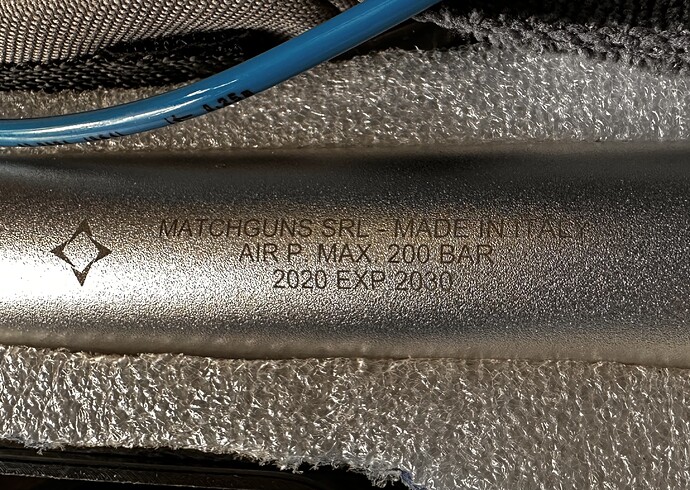 MATCHGUNS SRL - MADE IN ITALY
AIR P. MAX. 200 BAR
2020 EXP 2030